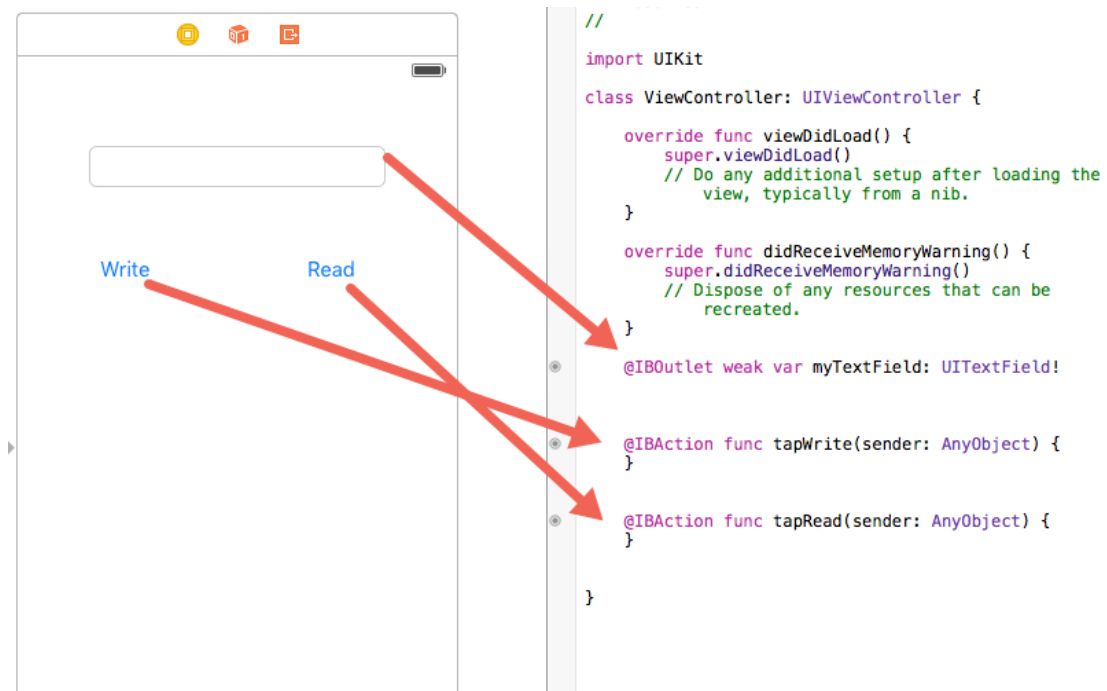 Write
Read
//
import UIKit
class ViewController: UIViewController {
override func viewDidLoad() {
super.viewDidLoad()
// Do any additional setup after loading the
view, typically from a nib.
}
override func didReceiveMemoryWarning() {
super.didReceiveMemoryWarning()
// Dispose of any resources that can be
recreated.
}
@IBOutlet weak var myTextField: UITextField!
@IBAction func tapWrite(sender: AnyObject) {
}
@IBAction func tapRead(sender: AnyObject) {
}
}